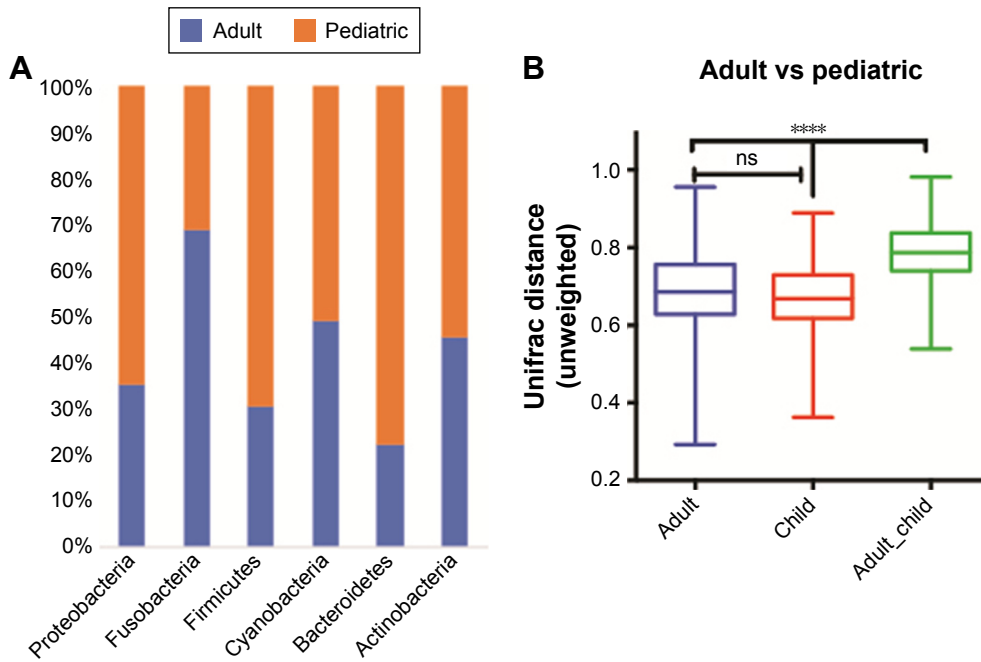 Adult Pediatric
A
100%
90%
80%
70%
60%
50%
40%
30%
20%
10%
0%
Proteobacteria
Fusobacteria
Firmicutes
Cyanobacteria
Bacteroidetes
Actinobacteria
B
Adult vs pediatric
****
ns
Unifrac distance
(unweighted)
1.0
0.8
0.6
0.4
0.2
Adult
Child
Adult_child